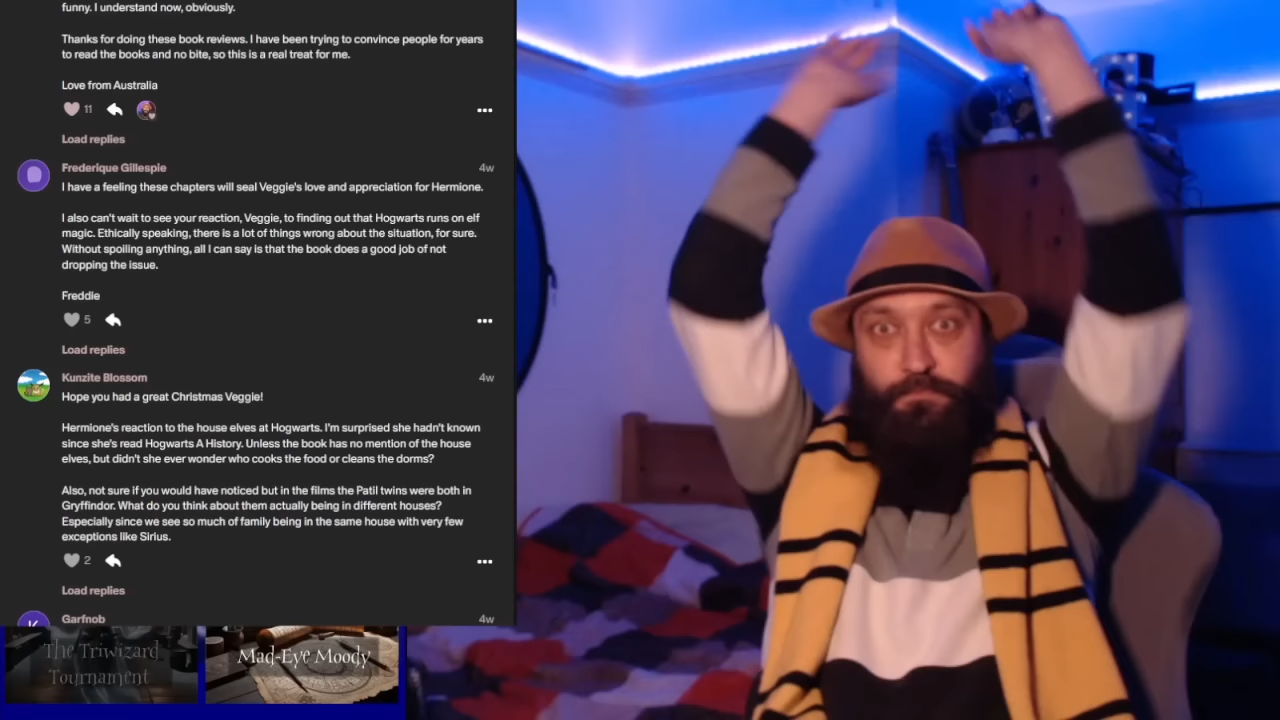 funny. I understand now, obviously.
Thanks for doing these book reviews. I have been trying to convince people for years
to read the books and no bite, so this is a real treat for me.
Love from Australia
11
Load replies
Frederique Gillespie 4w
I have a feeling these chapters will seal Veggie's love and appreciation for Hermione.
I also can't wait to see your reaction, Veggie, to finding out that Hogwarts runs on elf
magic. Ethically speaking, there is a lot of things wrong about the situation, for sure.
Without spoiling anything, all I can say is that the book does a good job of not
dropping the issue.
Freddie
5
Load replies
Kunzite Blossom 4w
Hope you had a great Christmas Veggie!
Hermione's reaction to the house elves at Hogwarts. I'm surprised she hadn't known
since she's read Hogwarts A History. Unless the book has no mention of the house
elves, but didn't she ever wonder who cooks the food or cleans the dorms?
Also, not sure if you would have noticed but in the films the Patil twins were both in
Gryffindor. What do you think about them actually being in different houses?
Especially since we see so much of family being in the same house with very few
exceptions like Sirius.
2
Load replies
K Garfnob 4w
The Triwizard
Tournament
Mad-Eye Moody